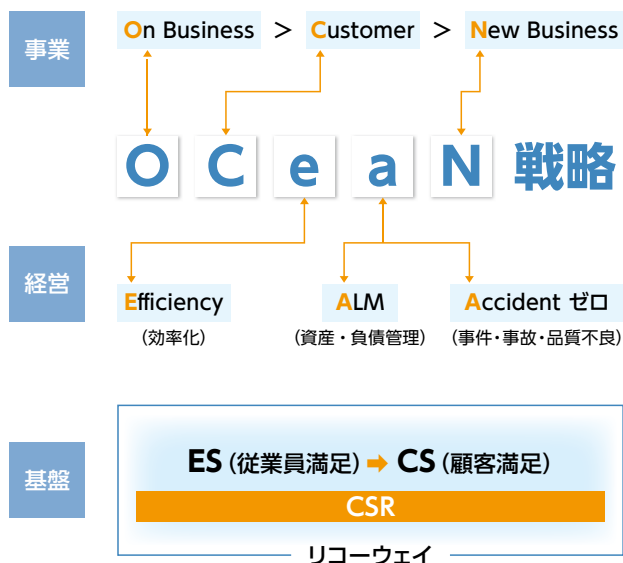 事業
On Business > Customer > New Business
OCeaN 戦略
経営
Efficiency
(効率化)
ALM
(資産・負債管理)
Accident ゼロ
(事件・事故・品質不良)
基盤
ES(従業員満足)➡CS(顧客満足)
CSR
リコーウェイ